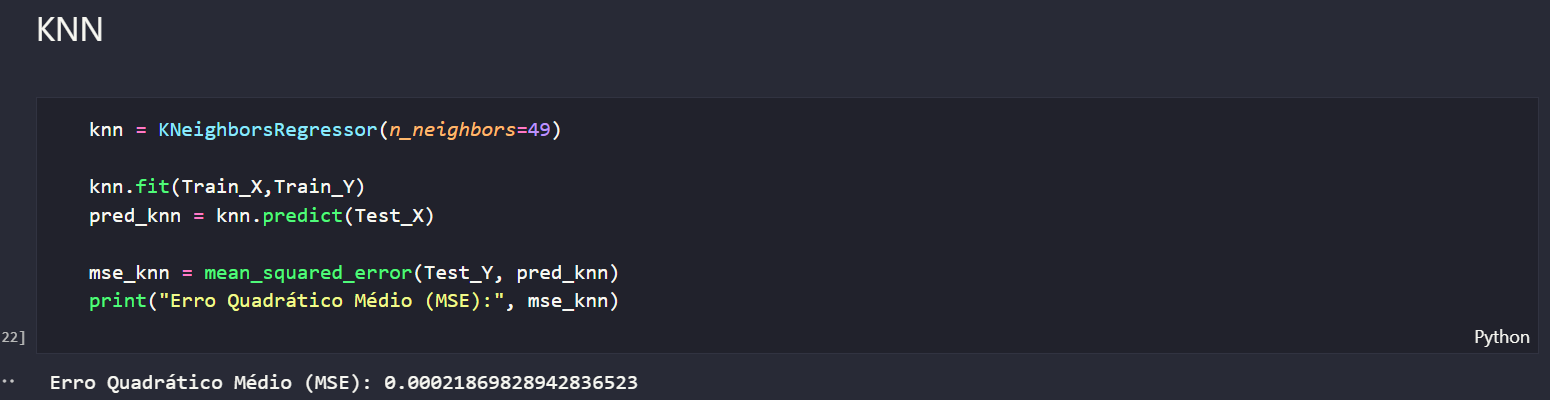 KNN
knn = KNeighborsRegressor(n_neighbors=49)
knn.fit(Train_X,Train_Y)
pred_knn = knn.predict(Test_X)
mse_knn = mean_squared_error(Test_Y, pred_knn)
print("Erro Quadrático Médio (MSE):", mse_knn)
22]
Python
Erro Quadrático Médio (MSE): 0.00021869828942836523